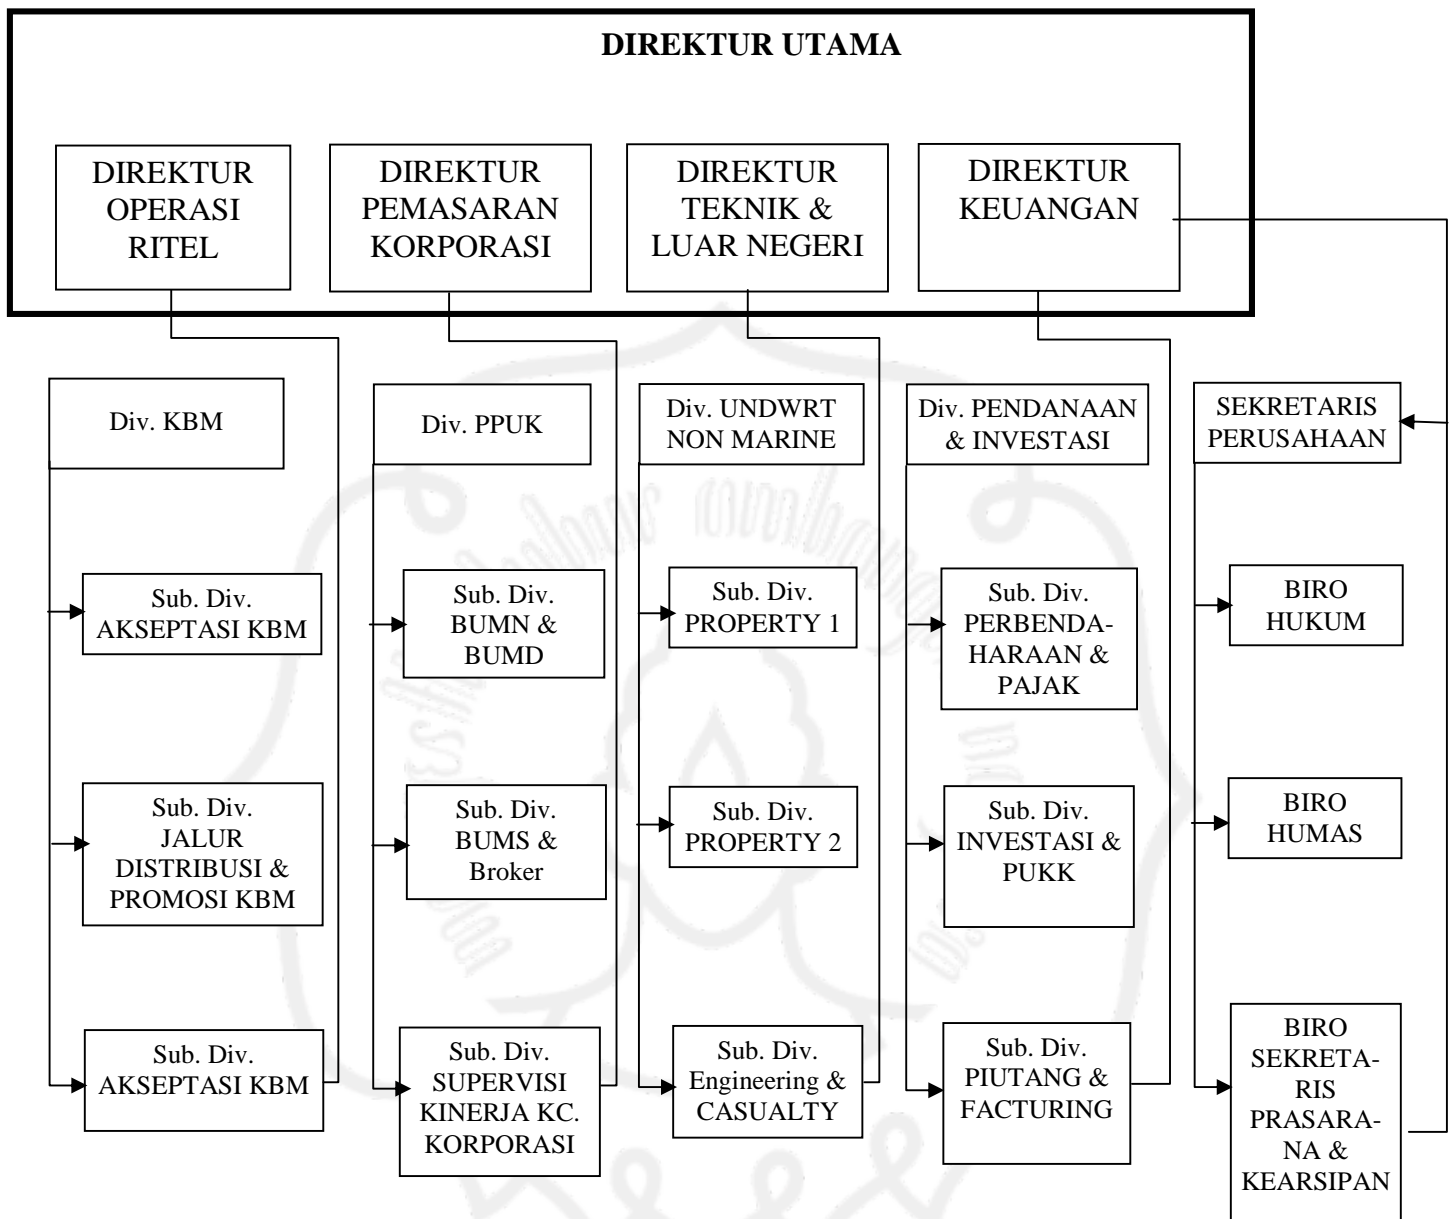 DIREKTUR UTAMA
DIREKTUR
OPERASI
RITEL
DIREKTUR
PEMASARAN
KORPORASI
DIREKTUR
TEKNIK &
LUAR NEGERI
DIREKTUR
KEUANGAN
Div. KBM
Div. PPUK
Div. UNDWRT
NON MARINE
Div. PENDANAAN
& INVESTASI
SEKRETARIS
PERUSAHAAN
Sub. Div.
AKSEPTASI KBM
Sub. Div.
BUMN &
BUMD
Sub. Div.
PROPERTY 1
Sub. Div.
PERBENDA-
HARAAN &
PAJAK
BIRO
HUKUM
Sub. Div.
JALUR
DISTRIBUSI &
PROMOSI KBM
Sub. Div.
BUMS &
Broker
Sub. Div.
PROPERTY 2
Sub. Div.
INVESTASI &
PUKK
BIRO
HUMAS
Sub. Div.
AKSEPTASI KBM
Sub. Div.
SUPERVISI
KINERJA KC.
KORPORASI
Sub. Div.
Engineering &
CASUALTY
Sub. Div.
PIUTANG &
FACTURING
BIRO
SEKRETA-
RIS
PRASARA-
NA &
KEARSIPAN